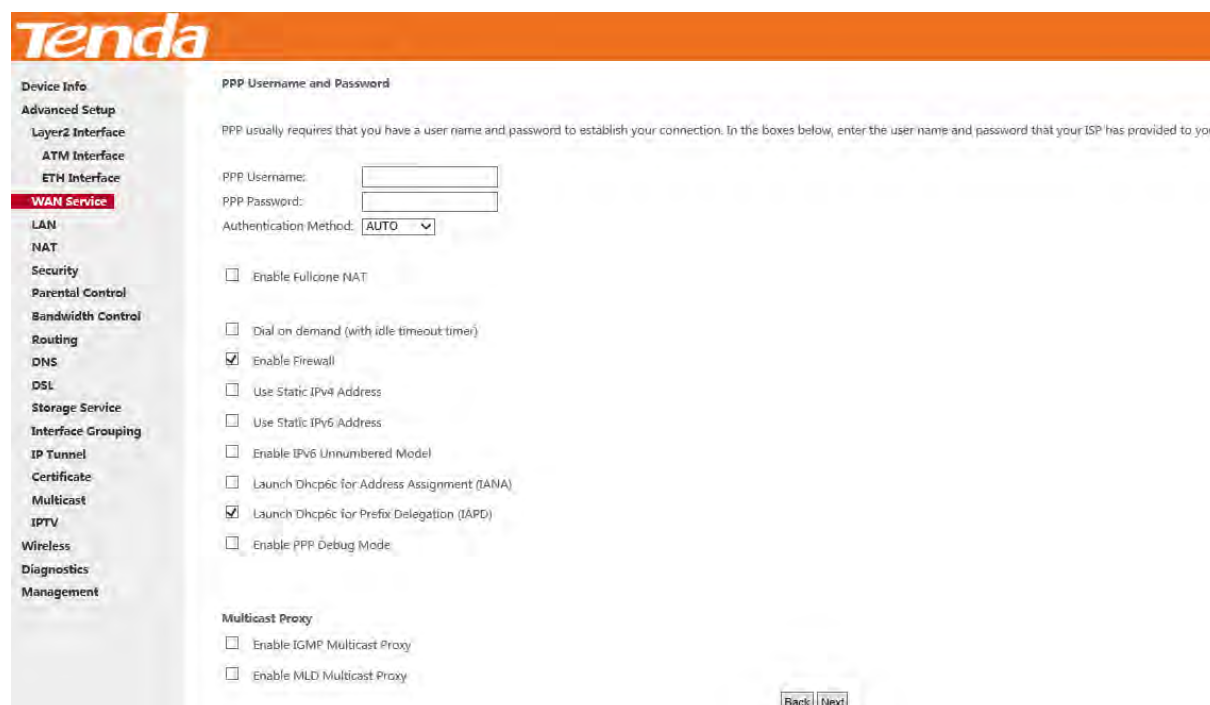 Tenda
Device Info
Advanced Setup
Layer2 Interface
ATM Interface
ETH Interface
WAN Service
LAN
NAT
Security
Parental Control
Bandwidth Control
Routing
DNS
DSL
Storage Service
Interface Grouping
IP Tunnel
Certificate
Multicast
IPTV
Wireless
Diagnostics
Management
PPP Username and Password
PPP usually requires that you have a user name and password to establish your connection. In the boxes below, enter the user name and password that your ISP has provided to yo
PPP Username:
PPP Password:
Authentication Method: AUTO
Enable Fullcone NAT
Dial on demand (with idle timeout timer)
Enable Firewall
Use Static IPv4 Address
Use Static IPv6 Address
Enable IPv6 Unnumbered Model
Launch Dhcp6c for Address Assignment (IANA)
Launch Dhcp6c for Prefix Delegation (IAPD)
Enable PPP Debug Mode
Multicast Proxy
Enable IGMP Multicast Proxy
Enable MLD Multicast Proxy
Back Next